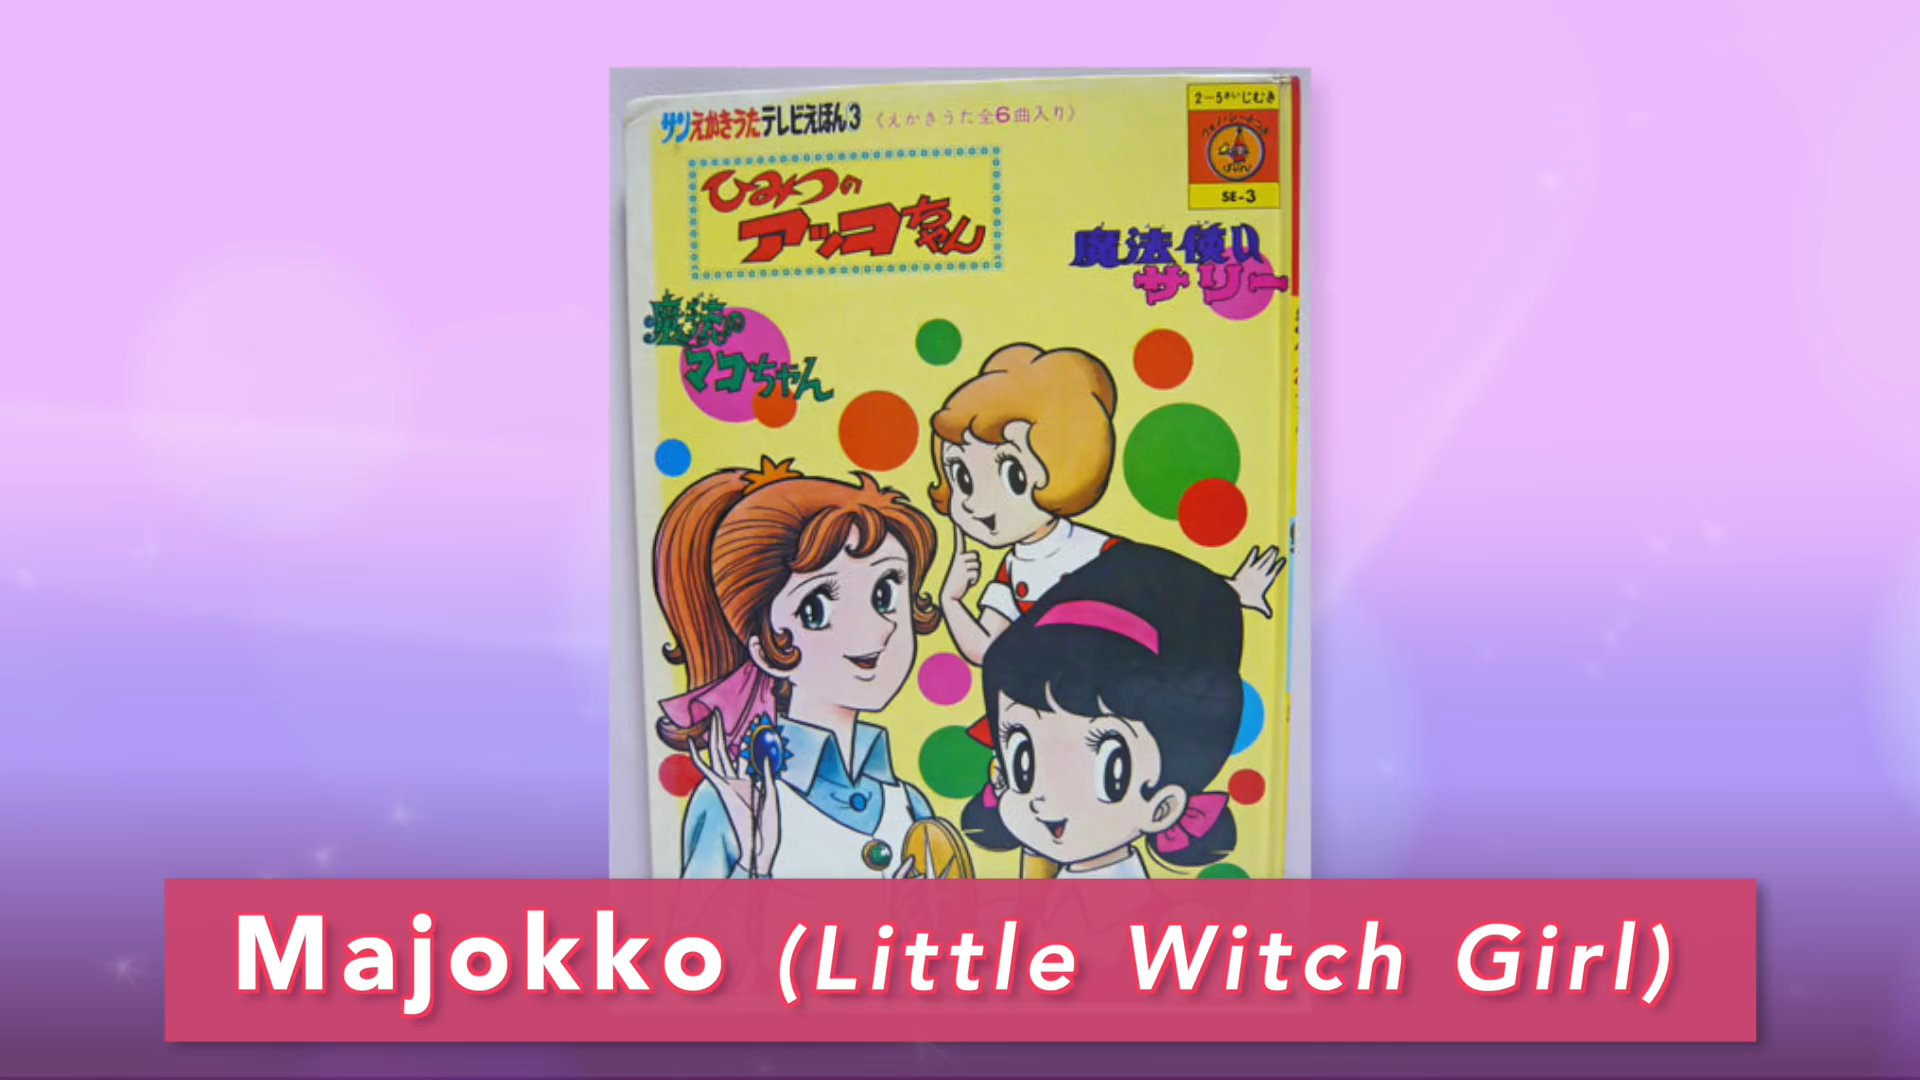 サンえかきうたテレビえほん3 《えかきうた全6曲入り》
2−5さいじむき
SE-3
ひみつの
アッコちゃん
魔法使い
サリー
魔法の
マコちゃん
Majokko (Little Witch Girl)